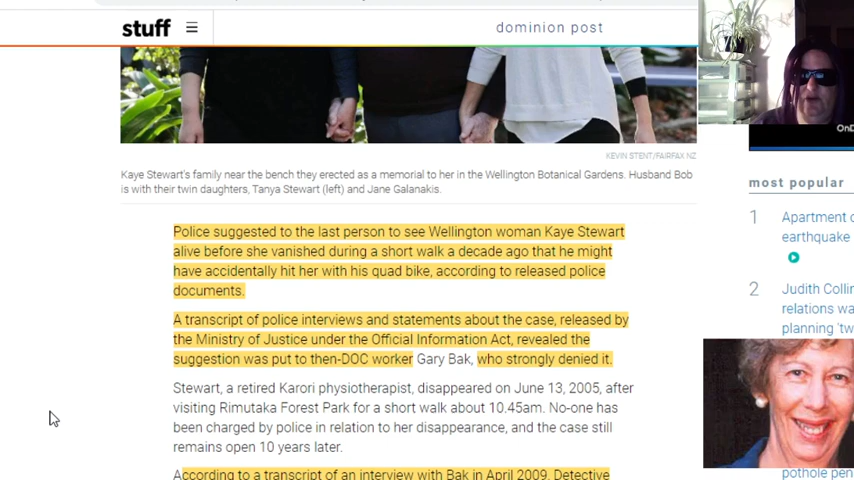 stuff
dominion post
OnD
KEVIN STENT/FAIRFAX NZ
Kaye Stewart's family near the bench they erected as a memorial to her in the Wellington Botanical Gardens. Husband Bob
is with their twin daughters, Tanya Stewart (left) and Jane Galanakis.
most popular
1 Apartment
earthquake
2 Judith Collin
relations wa
planning 'tw
pothole pen
Police suggested to the last person to see Wellington woman Kaye Stewart
alive before she vanished during a short walk a decade ago that he might
have accidentally hit her with his quad bike, according to released police
documents.
A transcript of police interviews and statements about the case, released by
the Ministry of Justice under the Official Information Act, revealed the
suggestion was put to then-DOC worker Gary Bak, who strongly denied it.
Stewart, a retired Karori physiotherapist, disappeared on June 13, 2005, after
visiting Rimutaka Forest Park for a short walk about 10.45am. No-one has
been charged by police in relation to her disappearance, and the case still
remains open 10 years later.
According to a transcript of an interview with Bak in April 2009, Detective